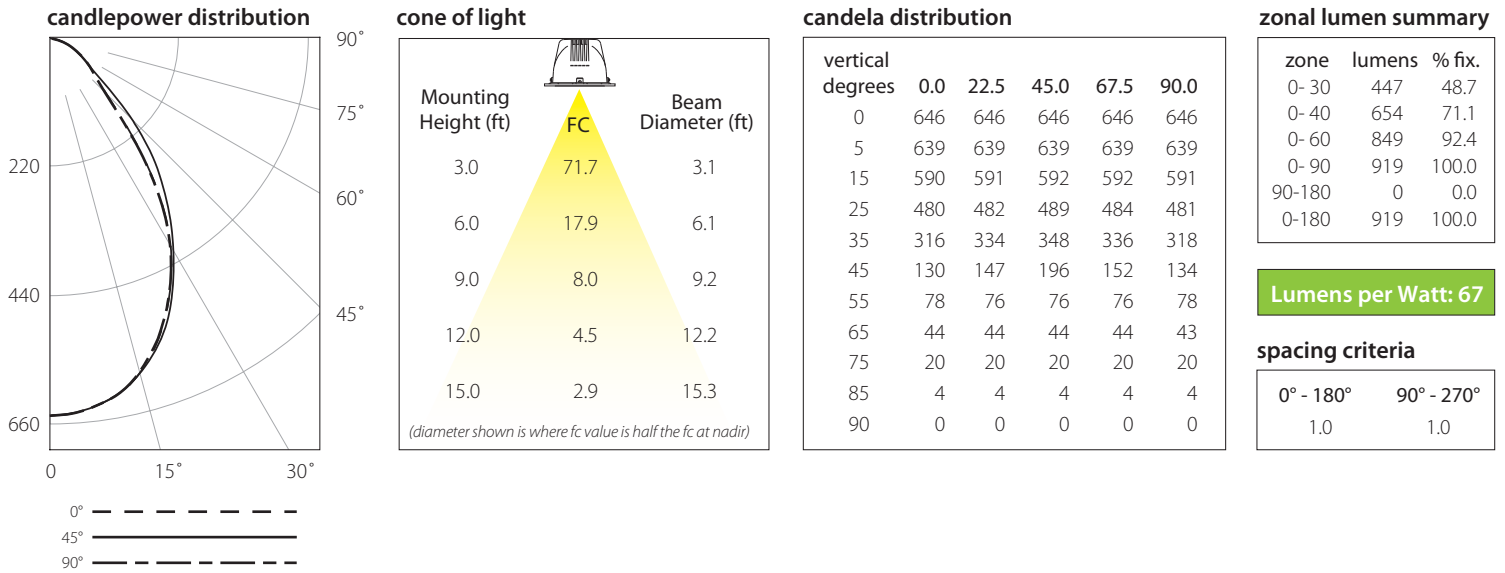 candlepower distribution
90˚
75˚
220
60˚
440
45˚
660
0 15˚ 30˚
0°
45°
90°
cone of light
Mounting
Height (ft)
FC
Beam
Diameter (ft)
3.0 71.7 3.1
6.0 17.9 6.1
9.0 8.0 9.2
12.0 4.5 12.2
15.0 2.9 15.3
(diameter shown is where fc value is half the fc at nadir)
candela distribution
vertical
degrees 0.0 22.5 45.0 67.5 90.0
0 646 646 646 646 646
5 639 639 639 639 639
15 590 591 592 592 591
25 480 482 489 484 481
35 316 334 348 336 318
45 130 147 196 152 134
55 78 76 76 76 78
65 44 44 44 44 43
75 20 20 20 20 20
85 4 4 4 4 4
90 0 0 0 0 0
zonal lumen summary
zone lumens % fix.
0- 30 447 48.7
0- 40 654 71.1
0- 60 849 92.4
0- 90 919 100.0
90-180 0 0.0
0-180 919 100.0
Lumens per Watt: 67
spacing criteria
0° - 180° 90° - 270°
1.0 1.0